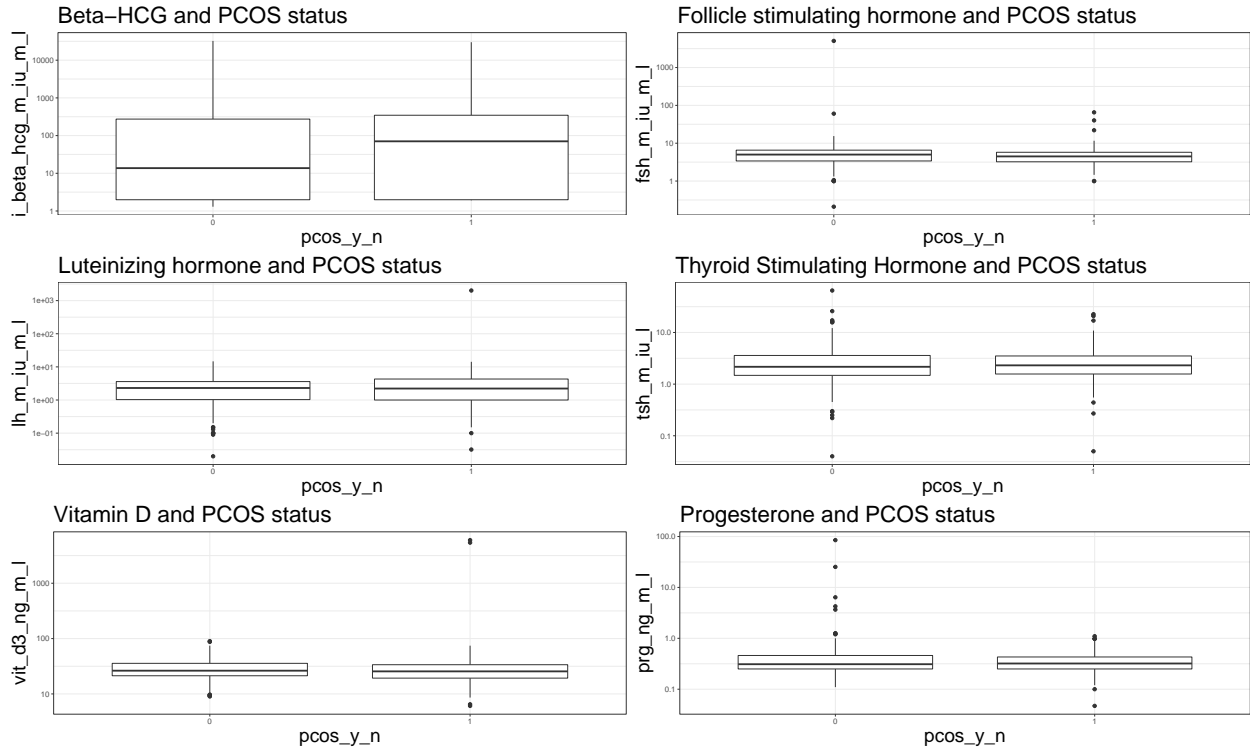 Beta−HCG and PCOS status
i_beta_hcg_m_iu_m_l
10000
1000
100
10
1
0
1
pcos_y_n
Follicle stimulating hormone and PCOS status
fsh_m_iu_m_l
1000
100
10
1
0
1
pcos_y_n
Luteinizing hormone and PCOS status
lh_m_iu_m_l
1e+03
1e+02
1e+01
1e+00
1e−01
0
1
pcos_y_n
Thyroid Stimulating Hormone and PCOS status
tsh_m_iu_l
10.0
1.0
0.1
0
1
pcos_y_n
Vitamin D and PCOS status
vit_d3_ng_m_l
1000
100
10
0
1
pcos_y_n
Progesterone and PCOS status
prg_ng_m_l
100.0
10.0
1.0
0.1
0
1
pcos_y_n